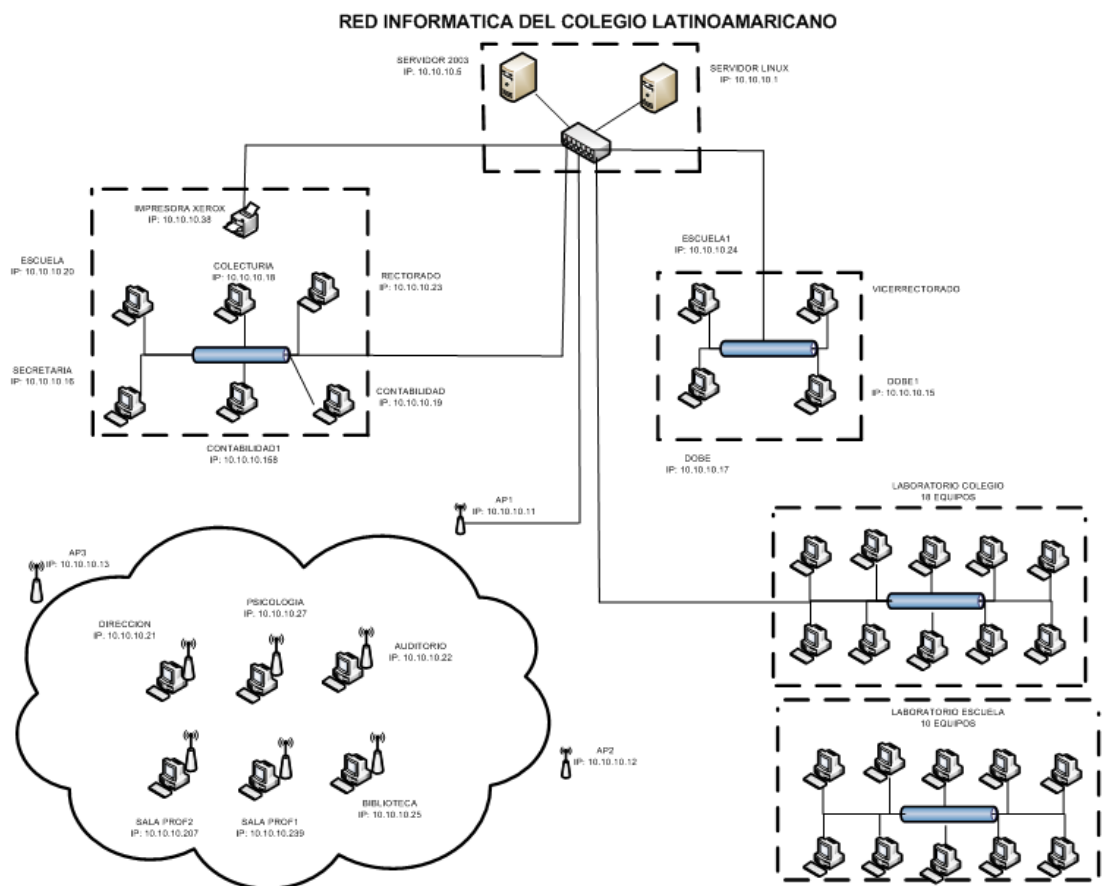 RED INFORMATICA DEL COLEGIO LATINOAMARICANO
SERVIDOR 2003
IP: 10.10.10.5
SERVIDOR LINUX
IP: 10.10.10.1
IMPRESORA XEROX
IP: 10.10.10.38
ESCUELA
IP: 10.10.10.20
COLECTURIA
IP: 10.10.10.18
RECTORADO
IP: 10.10.10.23
SECRETARIA
IP: 10.10.10.16
CONTABILIDAD
IP: 10.10.10.19
CONTABILIDAD1
IP: 10.10.10.158
ESCUELA1
IP: 10.10.10.24
VICERRECTORADO
DOBE1
IP: 10.10.10.15
DOBE
IP: 10.10.10.17
LABORATORIO COLEGIO
18 EQUIPOS
AP1
IP: 10.10.10.11
AP3
IP: 10.10.10.13
PSICOLOGIA
IP: 10.10.10.27
DIRECCION
IP: 10.10.10.21
AUDITORIO
IP: 10.10.10.22
LABORATORIO ESCUELA
10 EQUIPOS
AP2
IP: 10.10.10.12
BIBLIOTECA
IP: 10.10.10.25
SALA PROF2
IP: 10.10.10.207
SALA PROF1
IP: 10.10.10.239